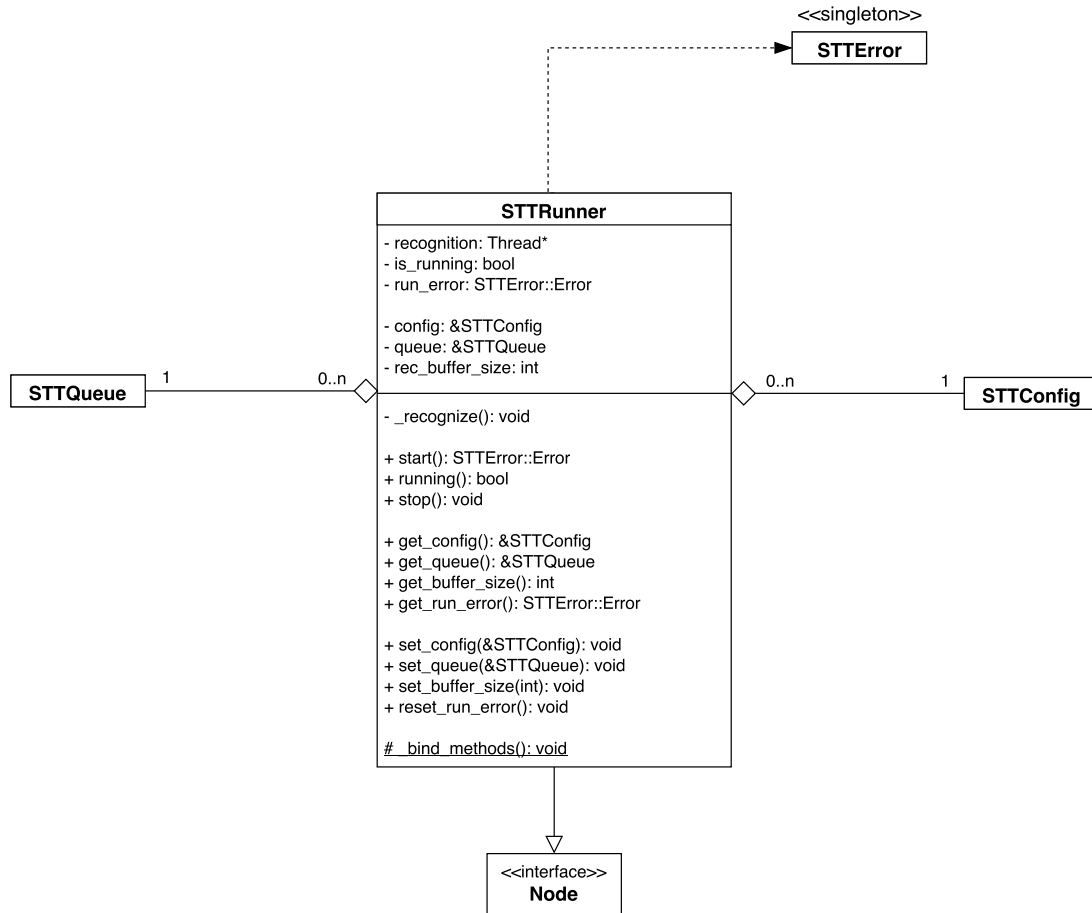 <<singleton>>
STTError
STTRunner
- recognition: Thread*
- is_running: bool
- run_error: STTError::Error
- config: &STTConfig
- queue: &STTQueue
- rec_buffer_size: int
1
0..n
STTQueue
0..n
1
STTConfig
- _recognize(): void
+ start(): STTError::Error
+ running(): bool
+ stop(): void
+ get_config(): &STTConfig
+ get_queue(): &STTQueue
+ get_buffer_size(): int
+ get_run_error(): STTError::Error
+ set_config(&STTConfig): void
+ set_queue(&STTQueue): void
+ set_buffer_size(int): void
+ reset_run_error(): void
# _bind_methods(): void
<<interface>>
Node